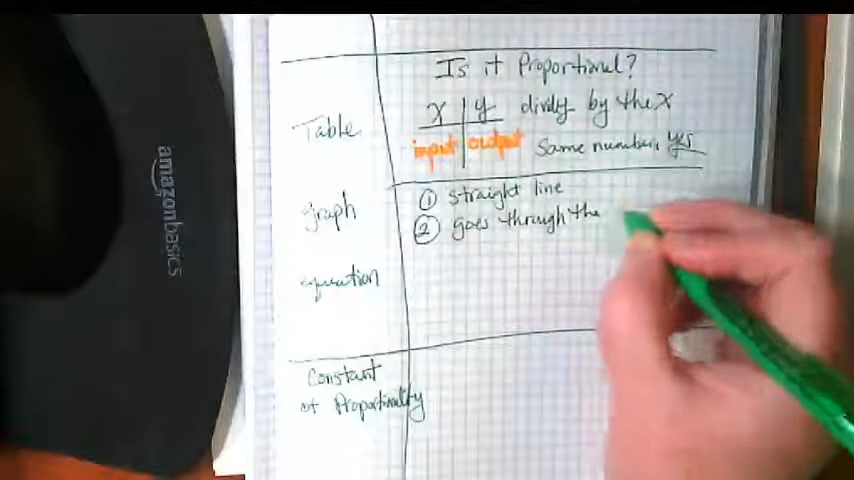 amazonbasics
Is it Proportional?
Table
x y divide by the x
input output Same number, yes
graph
① straight line
② goes through the
equation
Constant
of Proportionality